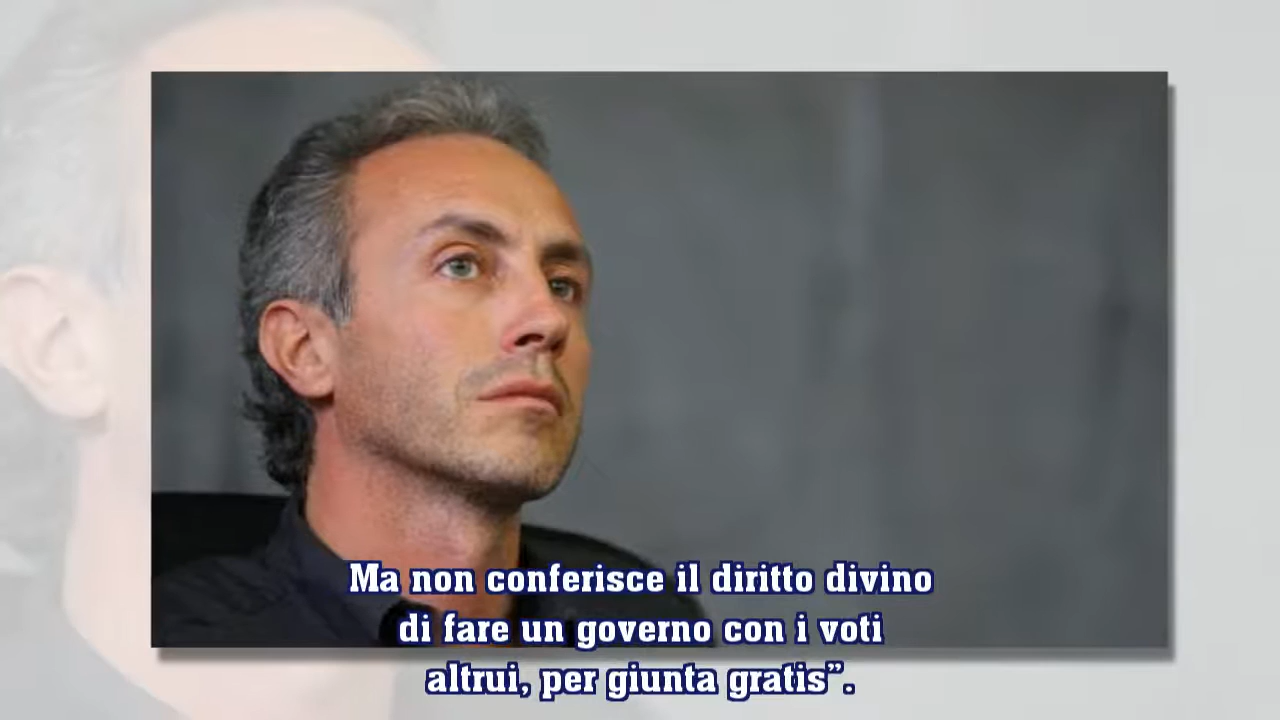 Ma non conferisce il diritto divino
di fare un governo con i voti
altrui, per giunta gratis”.